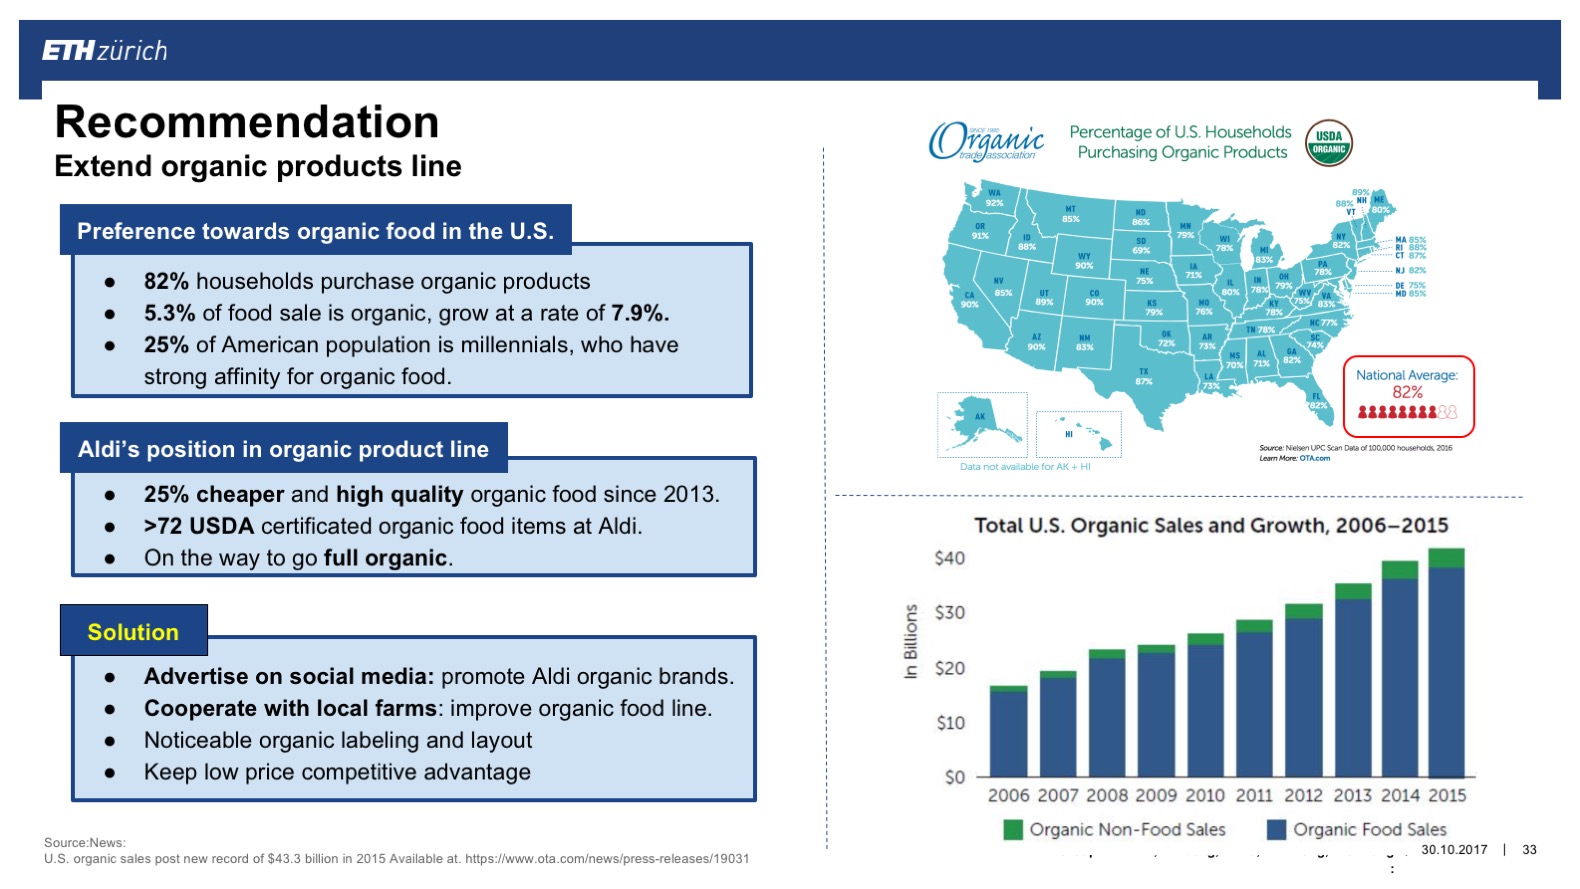 ETH zürich
Recommendation
Extend organic products line
Preference towards organic food in the U.S.
● 82% households purchase organic products
● 5.3% of food sale is organic, grow at a rate of 7.9%.
● 25% of American population is millennials, who have
strong affinity for organic food.
Aldi's position in organic product line
● 25% cheaper and high quality organic food since 2013.
● >72 USDA certificated organic food items at Aldi.
● On the way to go full organic.
Solution
● Advertise on social media: promote Aldi organic brands.
● Cooperate with local farms: improve organic food line.
● Noticeable organic labeling and layout
● Keep low price competitive advantage
Source:News:
U.S. organic sales post new record of $43.3 billion in 2015 Available at. https://www.ota.com/news/press-releases/19031
SINCE 1985
Organic
trade association
Percentage of U.S. Households
Purchasing Organic Products
USDA
ORGANIC
WA
92%
OR
91%
CA
90%
NV
85%
ID
88%
MT
85%
WY
90%
UT
89%
CO
90%
AZ
90%
NM
83%
ND
86%
SD
69%
NE
75%
KS
79%
OK
72%
TX
87%
MN
79%
IA
71%
MO
76%
AR
73%
LA
73%
WI
78%
IL
80%
MI
83%
IN
78%
OH
79%
KY
78%
TN 78%
MS
70%
AL
71%
GA
82%
FL
82%
SC
74%
NC 77%
VA
83%
WV
75%
PA
78%
NY
82%
88%
VT
89%
NH
ME
80%
MA 85%
RI 88%
CT 87%
NJ 82%
DE 75%
MD 85%
AK
HI
Data not available for AK + HI
National Average:
82%
Source: Nielsen UPC Scan Data of 100,000 households, 2016
Learn More: OTA.com
Total U.S. Organic Sales and Growth, 2006–2015
In Billions
$40
$30
$20
$10
$0
2006 2007 2008 2009 2010 2011 2012 2013 2014 2015
Organic Non-Food Sales Organic Food Sales
30.10.2017 | 33